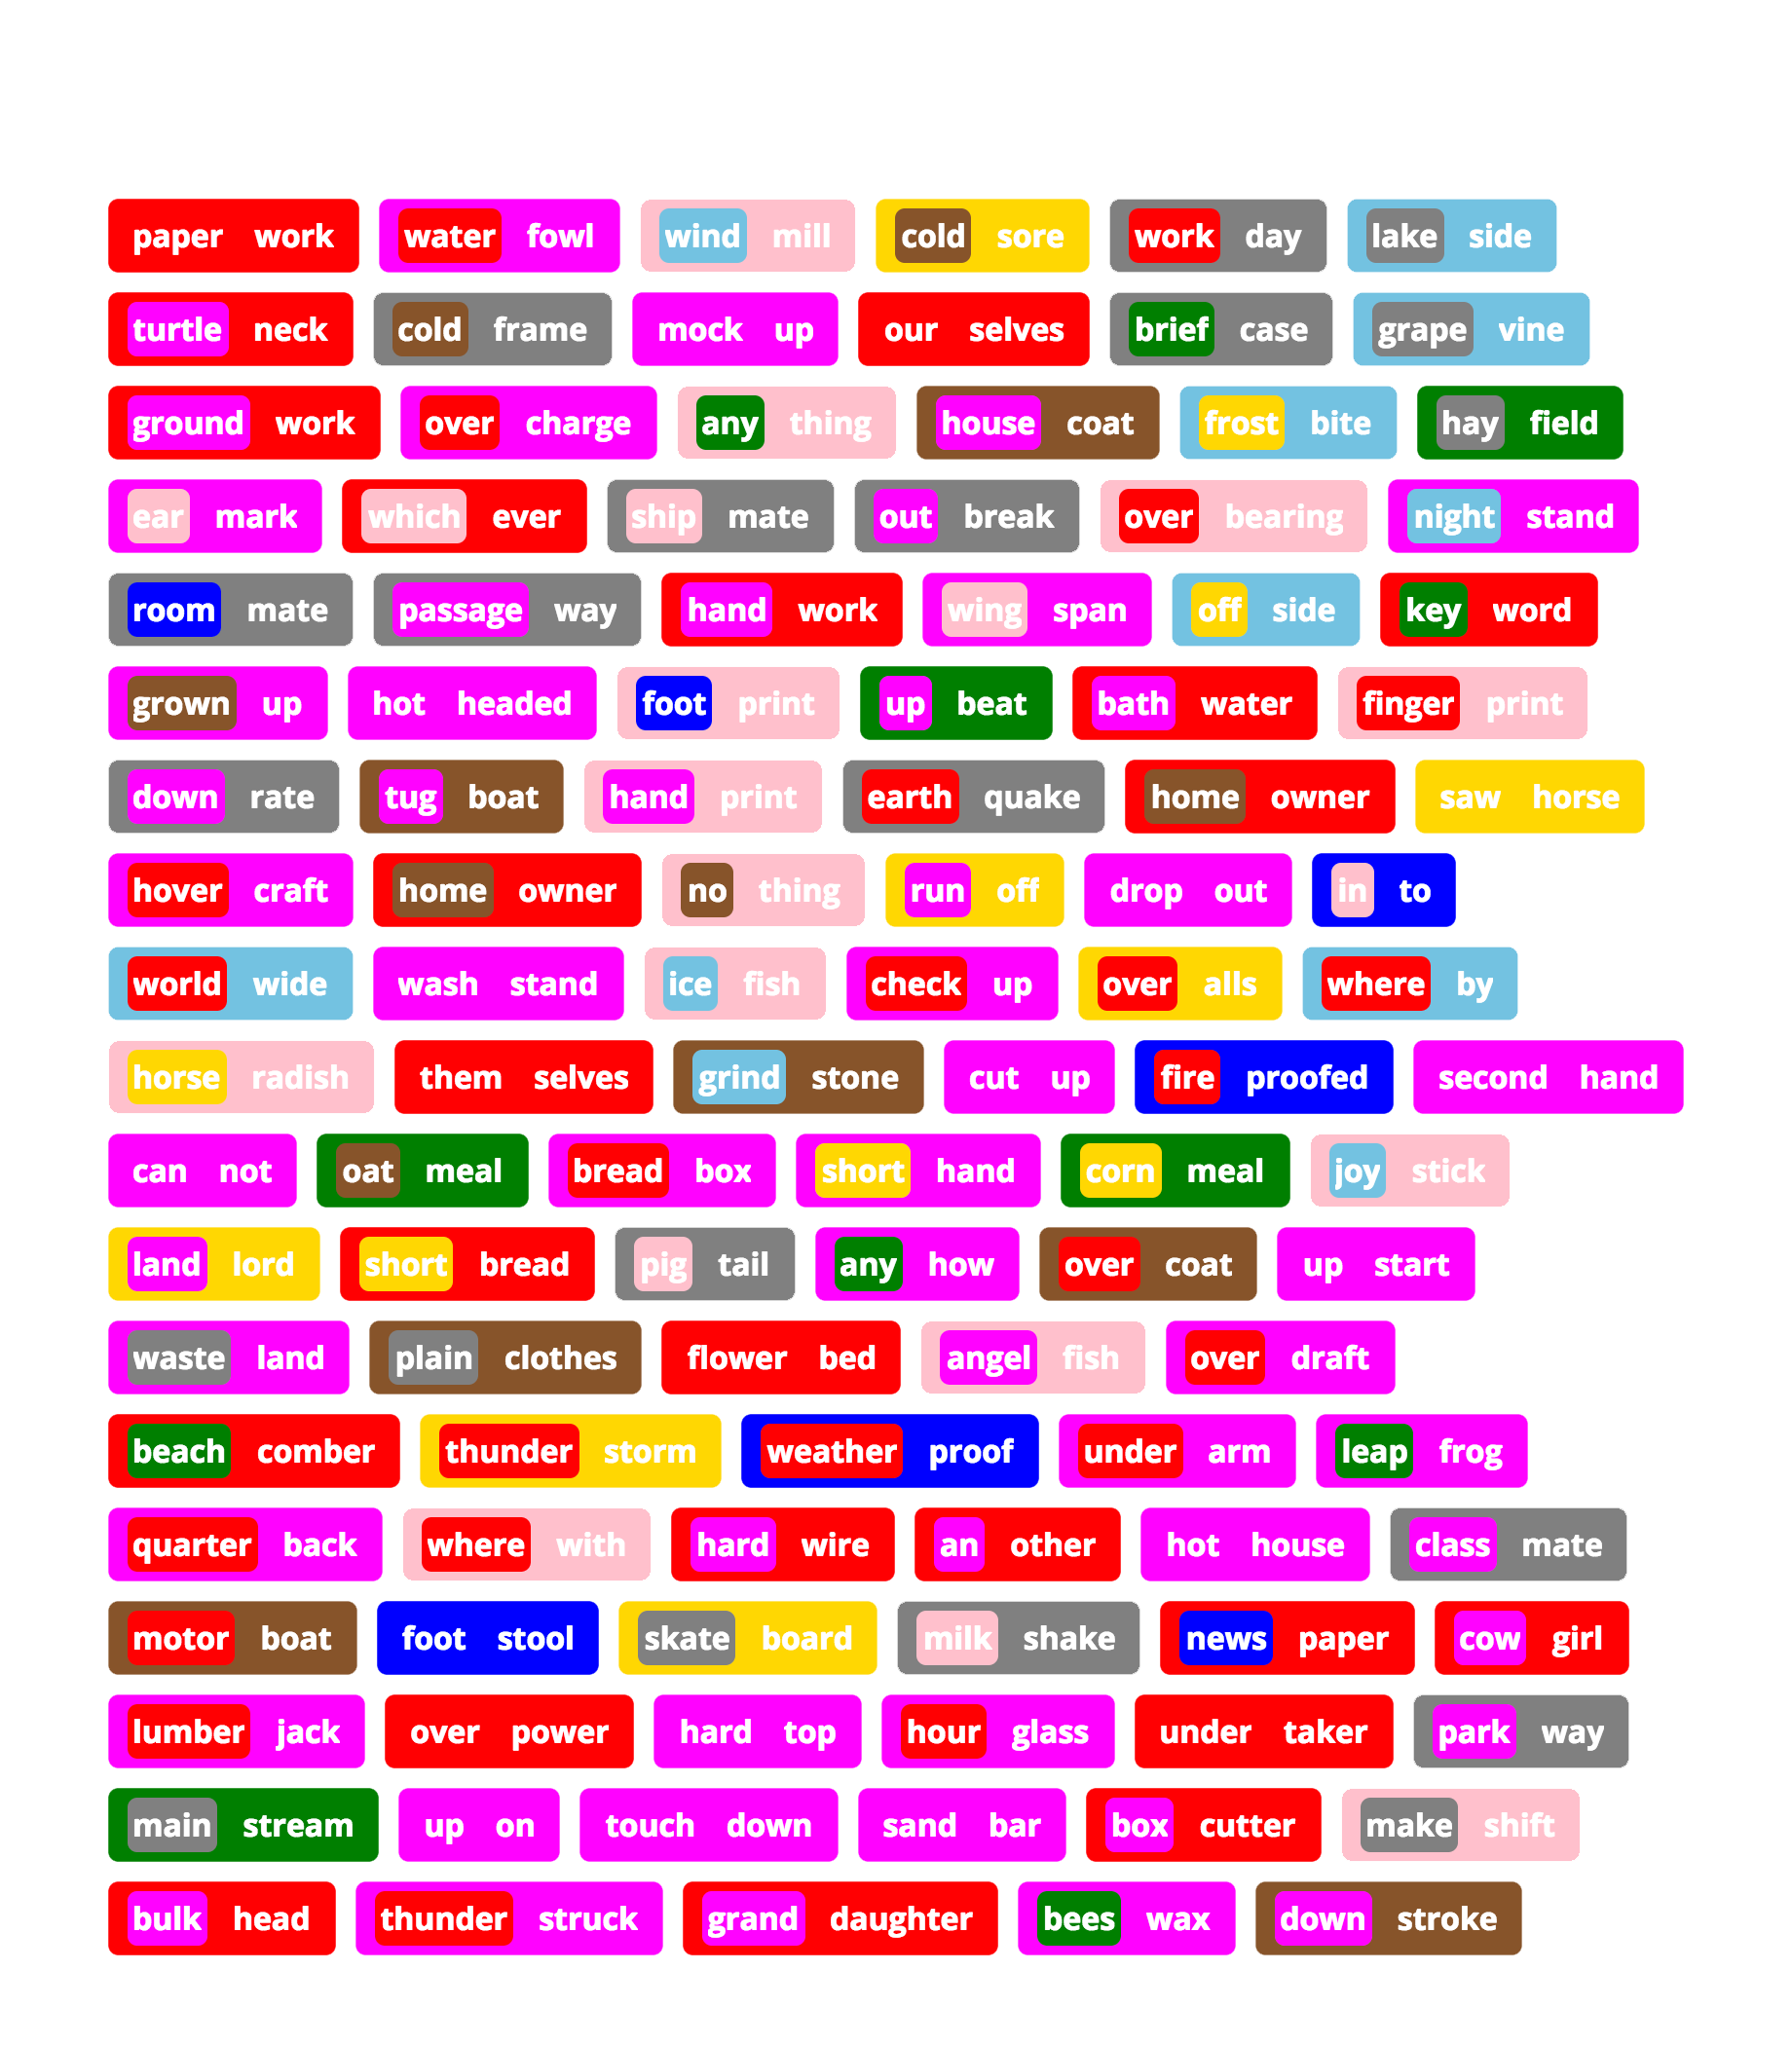 paper work water fowl wind mill cold sore work day lake side
turtle neck cold frame mock up our selves brief case grape vine
ground work over charge any thing house coat frost bite hay field
ear mark which ever ship mate out break over bearing night stand
room mate passage way hand work wing span off side key word
grown up hot headed foot print up beat bath water finger print
down rate tug boat hand print earth quake home owner saw horse
hover craft home owner no thing run off drop out in to
world wide wash stand ice fish check up over alls where by
horse radish them selves grind stone cut up fire proofed second hand
can not oat meal bread box short hand corn meal joy stick
land lord short bread pig tail any how over coat up start
waste land plain clothes flower bed angel fish over draft
beach comber thunder storm weather proof under arm leap frog
quarter back where with hard wire an other hot house class mate
motor boat foot stool skate board milk shake news paper cow girl
lumber jack over power hard top hour glass under taker park way
main stream up on touch down sand bar box cutter make shift
bulk head thunder struck grand daughter bees wax down stroke